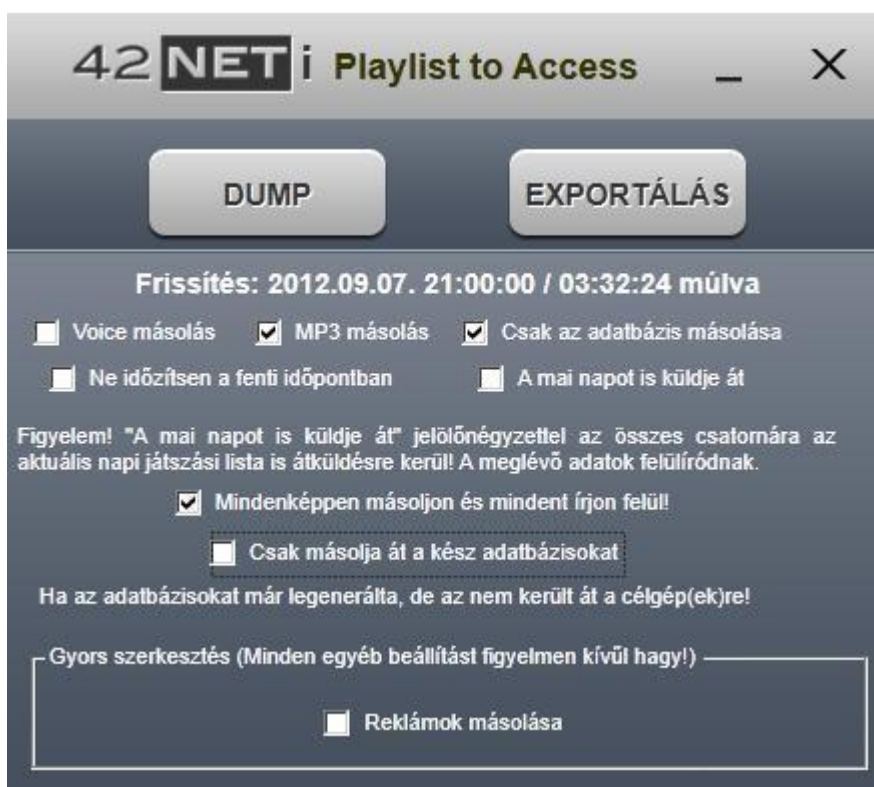 42 NET i Playlist to Access
DUMP EXPORTÁLÁS
Frissítés: 2012.09.07. 21:00:00 / 03:32:24 múlva
Voice másolás MP3 másolás Csak az adatbázis másolása
Ne időzítsen a fenti időpontban A mai napot is küldje át
Figyelem! "A mai napot is küldje át" jelölőnégyzettel az összes csatornára az
aktuális napi játszási lista is átküldésre kerül! A meglévő adatok felülíródnak.
Mindenképpen másoljon és mindent írjon felül!
Csak másolja át a kész adatbázisokat
Ha az adatbázisokat már legenerálta, de az nem került át a célgép(ek)re!
Gyors szerkesztés (Minden egyéb beállítást figyelmen kívűl hagy!)
Reklámok másolása